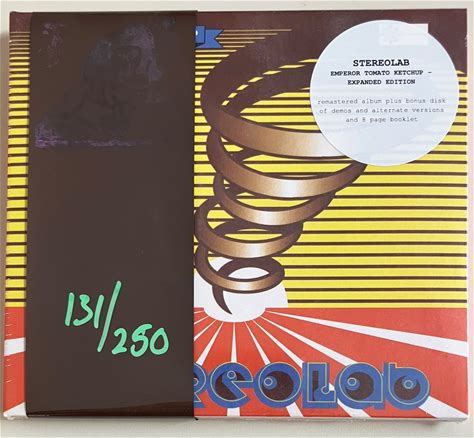 STEREOLAB
EMPEROR TOMATO KETCHUP –
EXPANDED EDITION
remastered album plus bonus disk
of demos and alternate versions
and 8 page booklet
131/250
reoLab